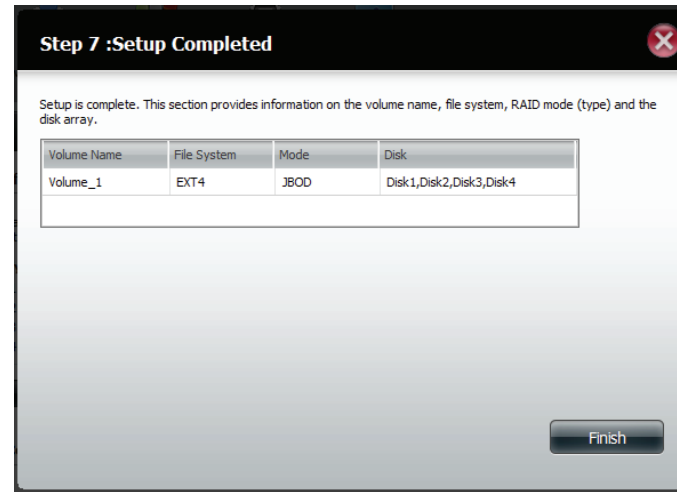 Step 7 :Setup Completed
Setup is complete. This section provides information on the volume name, file system, RAID mode (type) and the
disk array.
Volume Name File System Mode Disk
Volume_1 EXT4 JBOD Disk1,Disk2,Disk3,Disk4
Finish